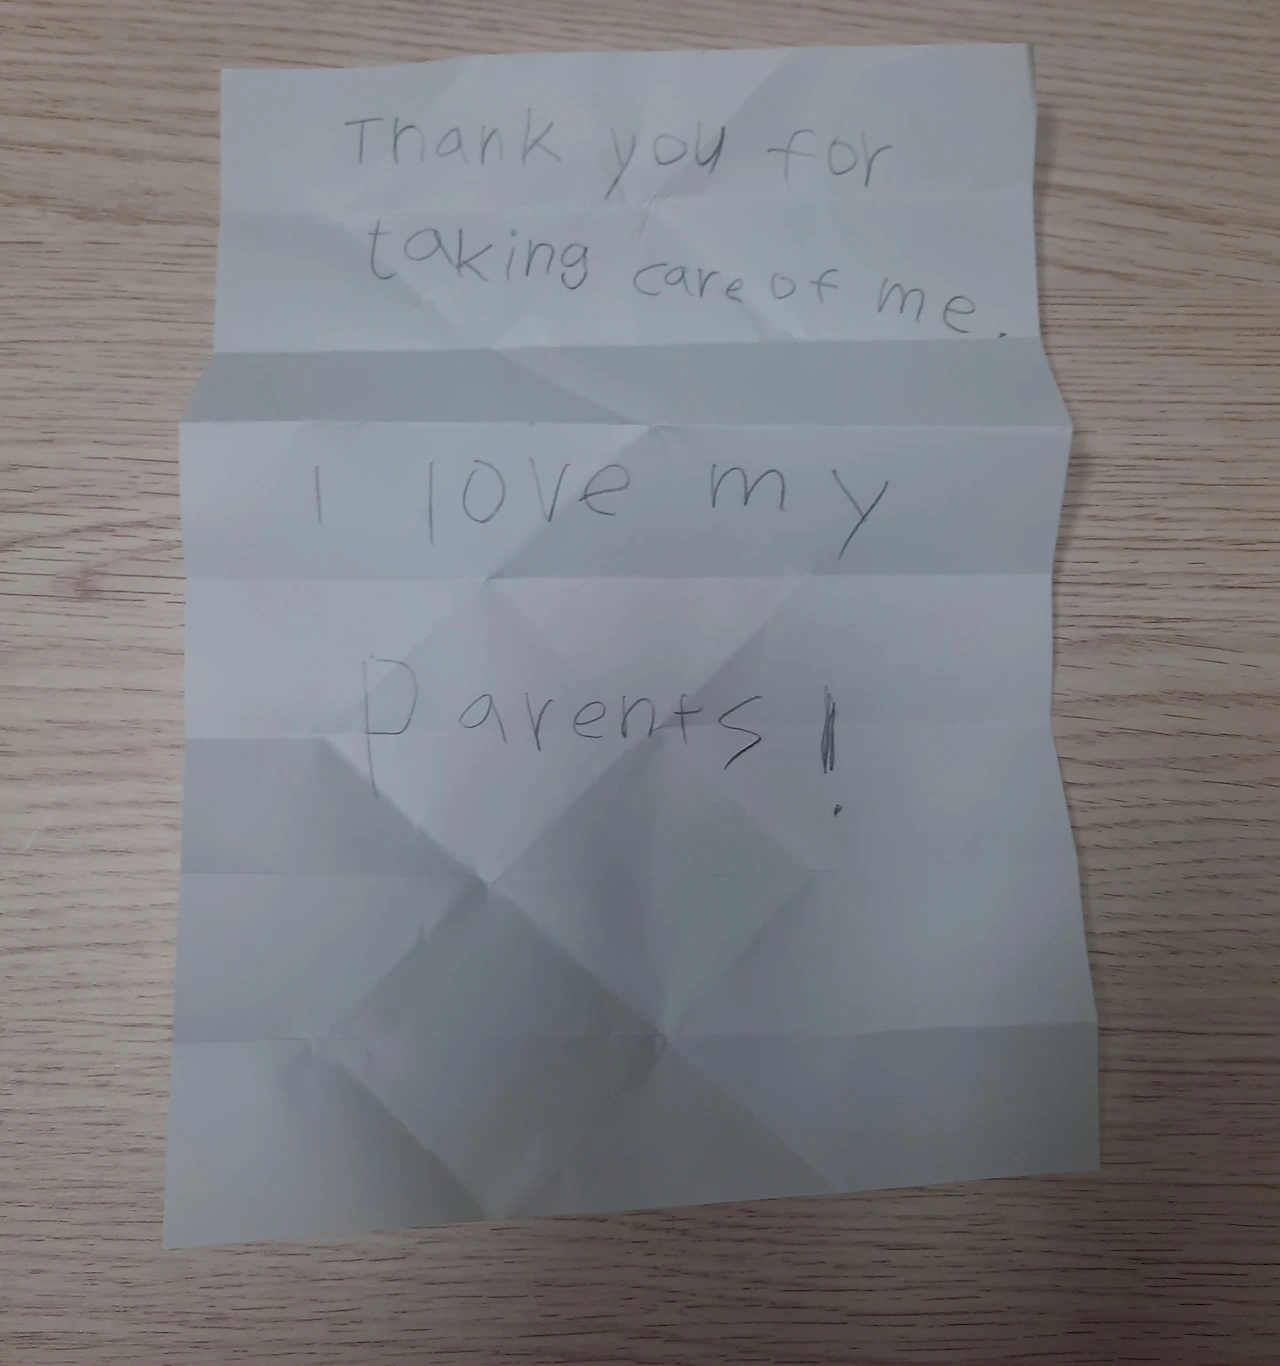 Thank you for
taking care of me.
I love my
Parents!